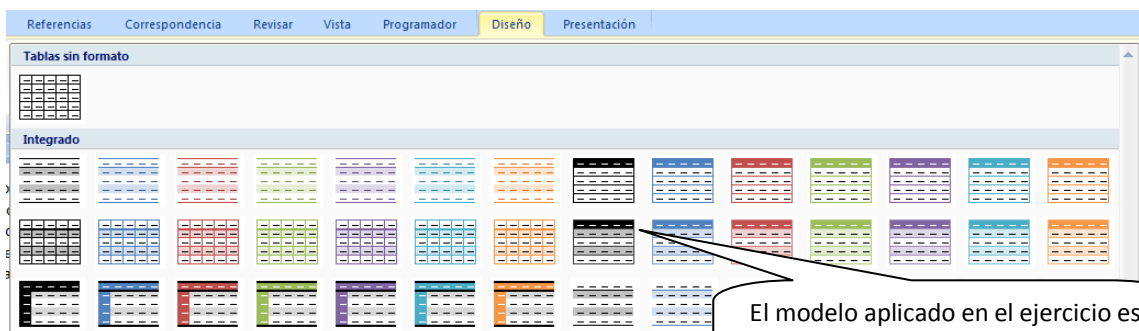 Referencias Correspondencia Revisar Vista Programador Diseño Presentación
Tablas sin formato
Integrado
El modelo aplicado en el ejercicio es